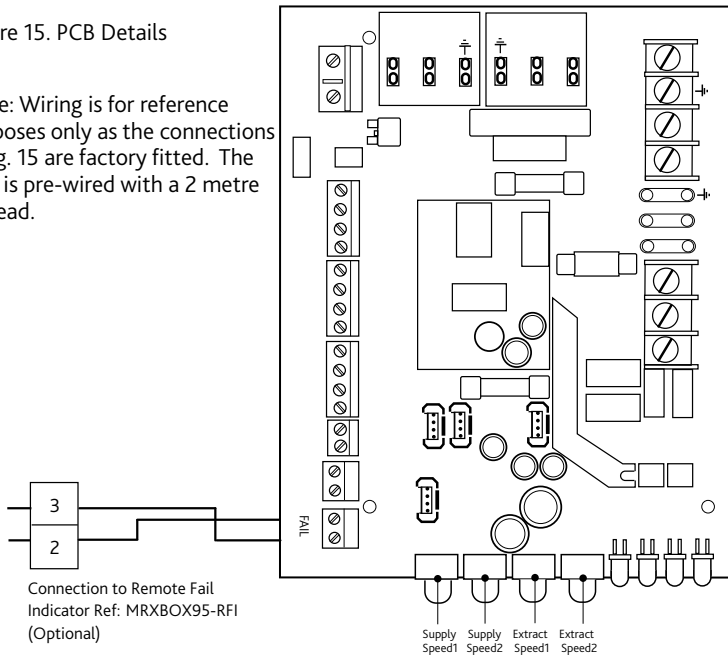 re 15. PCB Details
e: Wiring is for reference
poses only as the connections
g. 15 are factory fitted. The
is pre-wired with a 2 metre
ead.
3
2
FAIL
Connection to Remote Fail
Indicator Ref: MRXBOX95-RFI
(Optional)
Supply Speed1
Supply Speed2
Extract Speed1
Extract Speed2